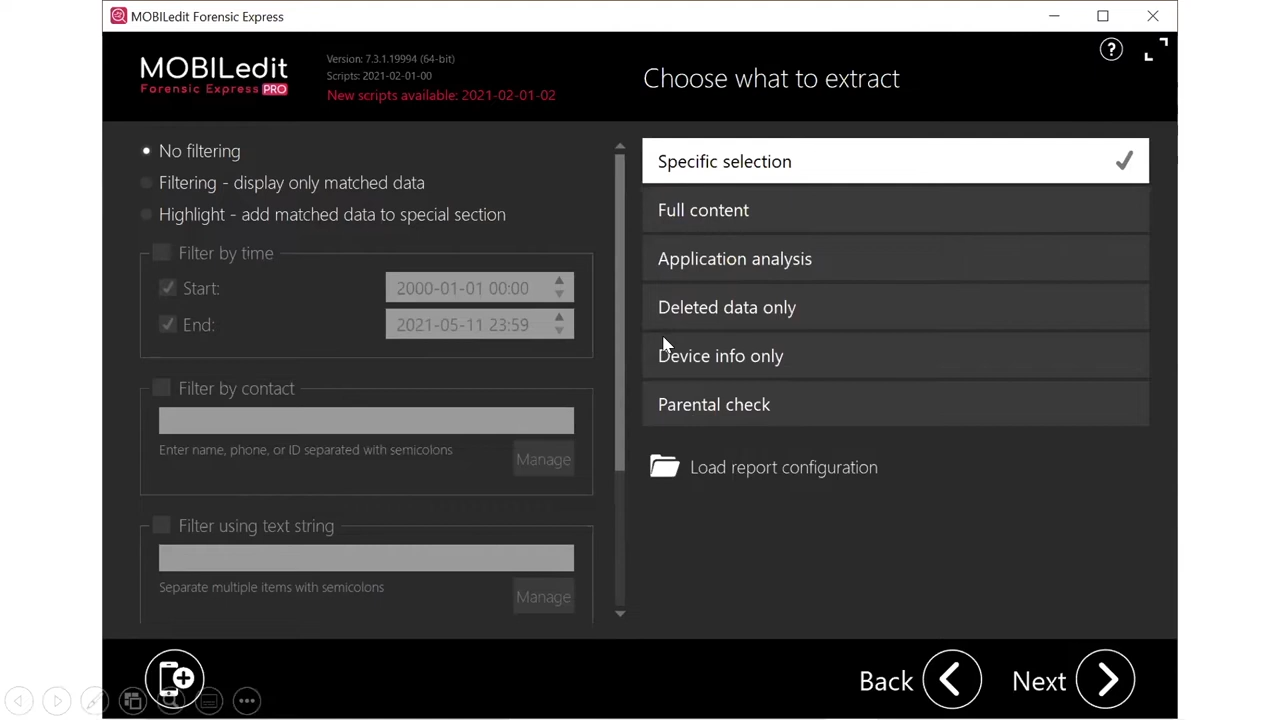 MOBILedit Forensic Express
MOBILedit
Forensic Express PRO
Version: 7.3.1.19994 (64-bit)
Scripts: 2021-02-01-00
New scripts available: 2021-02-01-02
Choose what to extract
?
No filtering
Filtering - display only matched data
Highlight - add matched data to special section
Filter by time
Start:
2000-01-01 00:00
End:
2021-05-11 23:59
Filter by contact
Enter name, phone, or ID separated with semicolons
Manage
Filter using text string
Separate multiple items with semicolons
Manage
Specific selection
Full content
Application analysis
Deleted data only
Device info only
Parental check
Load report configuration
Back
Next